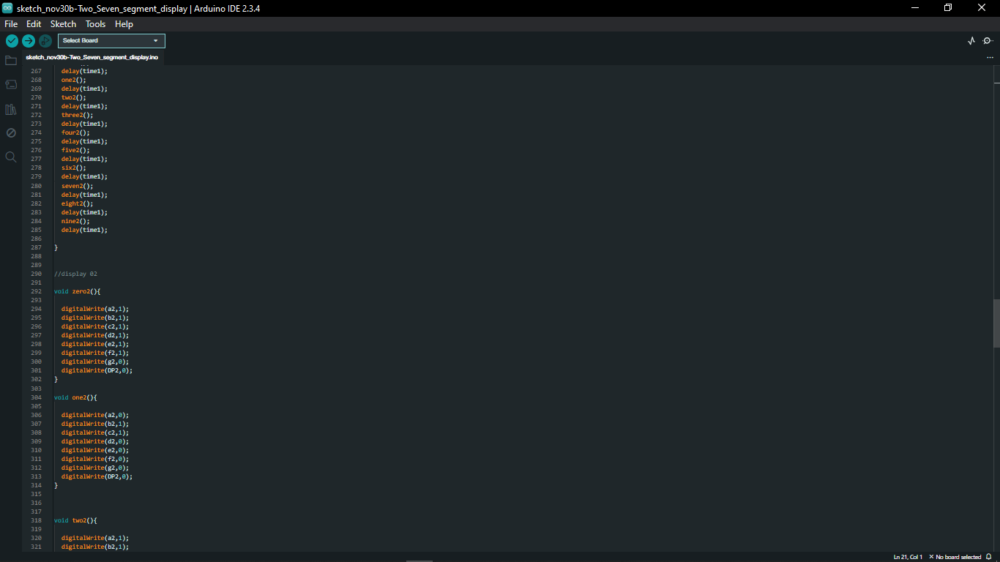 sketch_nov30b-Two_Seven_segment_display | Arduino IDE 2.3.4
File Edit Sketch Tools Help
Select Board
sketch_nov30b-Two_Seven_segment_display.ino
267 delay(time1);
268 one2();
269 delay(time1);
270 two2();
271 delay(time1);
272 three2();
273 delay(time1);
274 four2();
275 delay(time1);
276 five2();
277 delay(time1);
278 six2();
279 delay(time1);
280 seven2();
281 delay(time1);
282 eight2();
283 delay(time1);
284 nine2();
285 delay(time1);
286
287 }
288
289
290 //display 02
291
292 void zero2(){
293
294 digitalWrite(a2,1);
295 digitalWrite(b2,1);
296 digitalWrite(c2,1);
297 digitalWrite(d2,1);
298 digitalWrite(e2,1);
299 digitalWrite(f2,1);
300 digitalWrite(g2,0);
301 digitalWrite(DP2,0);
302 }
303
304 void one2(){
305
306 digitalWrite(a2,0);
307 digitalWrite(b2,1);
308 digitalWrite(c2,1);
309 digitalWrite(d2,0);
310 digitalWrite(e2,0);
311 digitalWrite(f2,0);
312 digitalWrite(g2,0);
313 digitalWrite(DP2,0);
314 }
315
316
317
318 void two2(){
319
320 digitalWrite(a2,1);
321 digitalWrite(b2,1);
Ln 21, Col 1 × No board selected